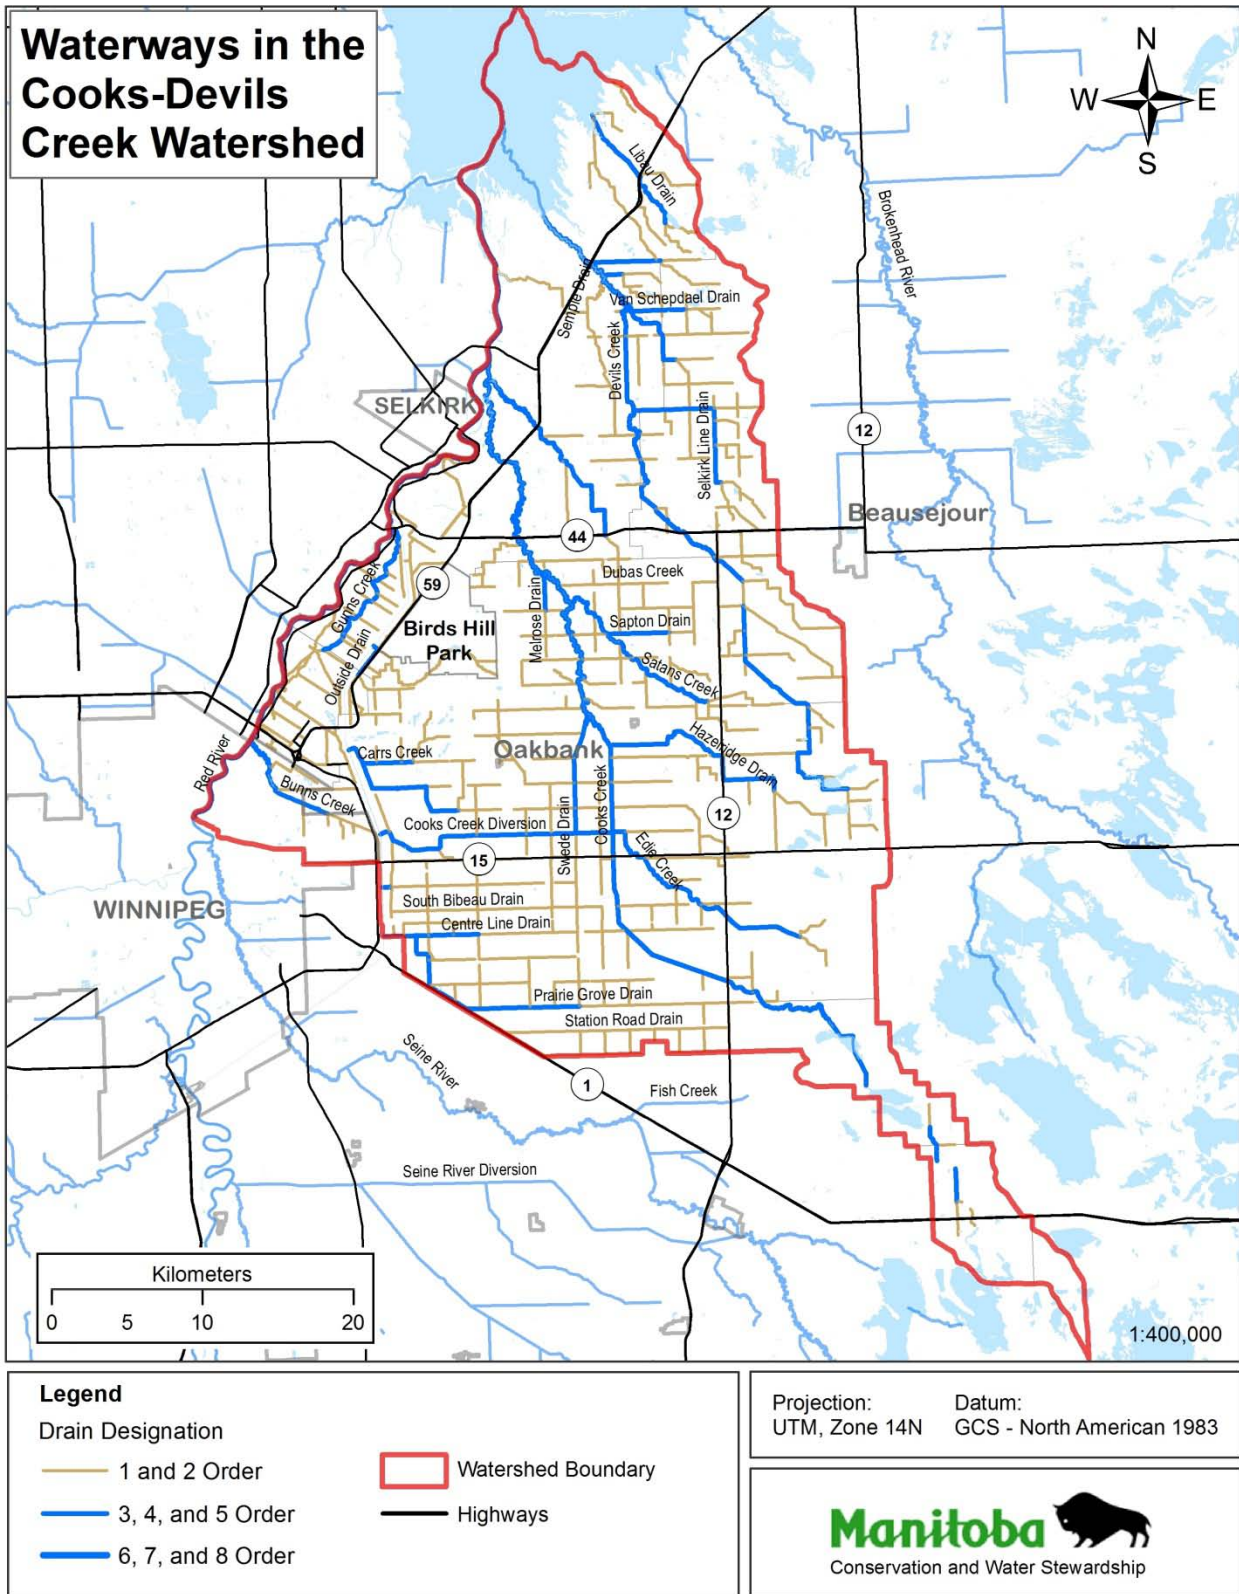 Waterways in the
Cooks-Devils
Creek Watershed
N
W
E
S
Libau Drain
Brokenhead River
Semple Drain
Van Schepdael Drain
Devils Creek
SELKIRK
Selkirk Line Drain
12
Beausejour
44
59
Dubas Creek
Gunns Creek
Melrose Drain
Birds Hill
Park
Sapton Drain
Outside Drain
Satans Creek
Red River
Carrs Creek
Oakbank
Hazelridge Drain
Bunns Creek
Cooks Creek Diversion
Swede Drain
Cooks Creek
12
Edie Creek
15
WINNIPEG
South Bibeau Drain
Centre Line Drain
Prairie Grove Drain
Station Road Drain
Seine River
1
Fish Creek
Seine River Diversion
Kilometers
0 5 10 20
1:400,000
Legend
Drain Designation
1 and 2 Order
3, 4, and 5 Order
6, 7, and 8 Order
Watershed Boundary
Highways
Projection:
UTM, Zone 14N
Datum:
GCS - North American 1983
Manitoba
Conservation and Water Stewardship